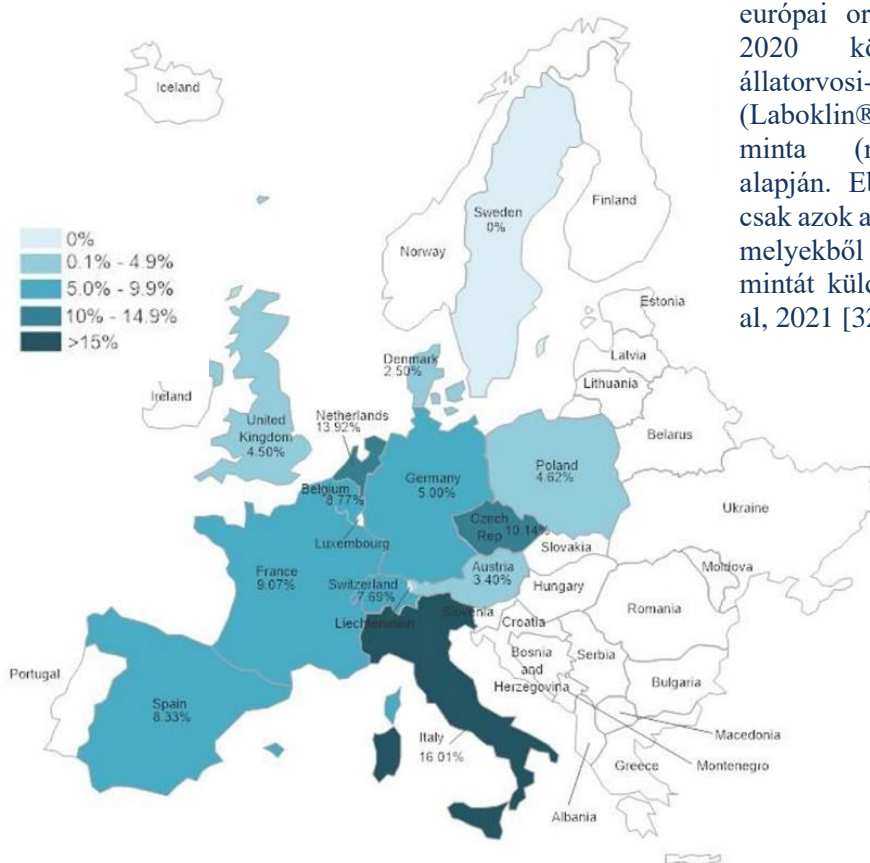 európai
2020
állatorvosi-
(Laboklin®
minta
alapján.
csak azok a
melyekből
mintát
al, 2021 [32
Iceland
Finland
Sweden
0%
Norway
0%
0.1% - 4.9%
5.0% - 9.9%
10% - 14.9%
>15%
Estonia
Latvia
Lithuania
Denmark
2.50%
Ireland
Netherlands
13.92%
United
Kingdom
4.50%
Belarus
Poland
4.62%
Germany
5.00%
Belgium
8.77%
Ukraine
Czech
Rep 10.14%
Luxembourg
Slovakia
Austria
3.40%
Moldova
France
9.07%
Switzerland
7.69%
Hungary
Romania
Slovenia
Liechtenstein
Croatia
Bosnia
and
Herzegovina
Serbia
Portugal
Bulgaria
Spain
8.33%
Italy
16.01%
Macedonia
Montenegro
Greece
Albania